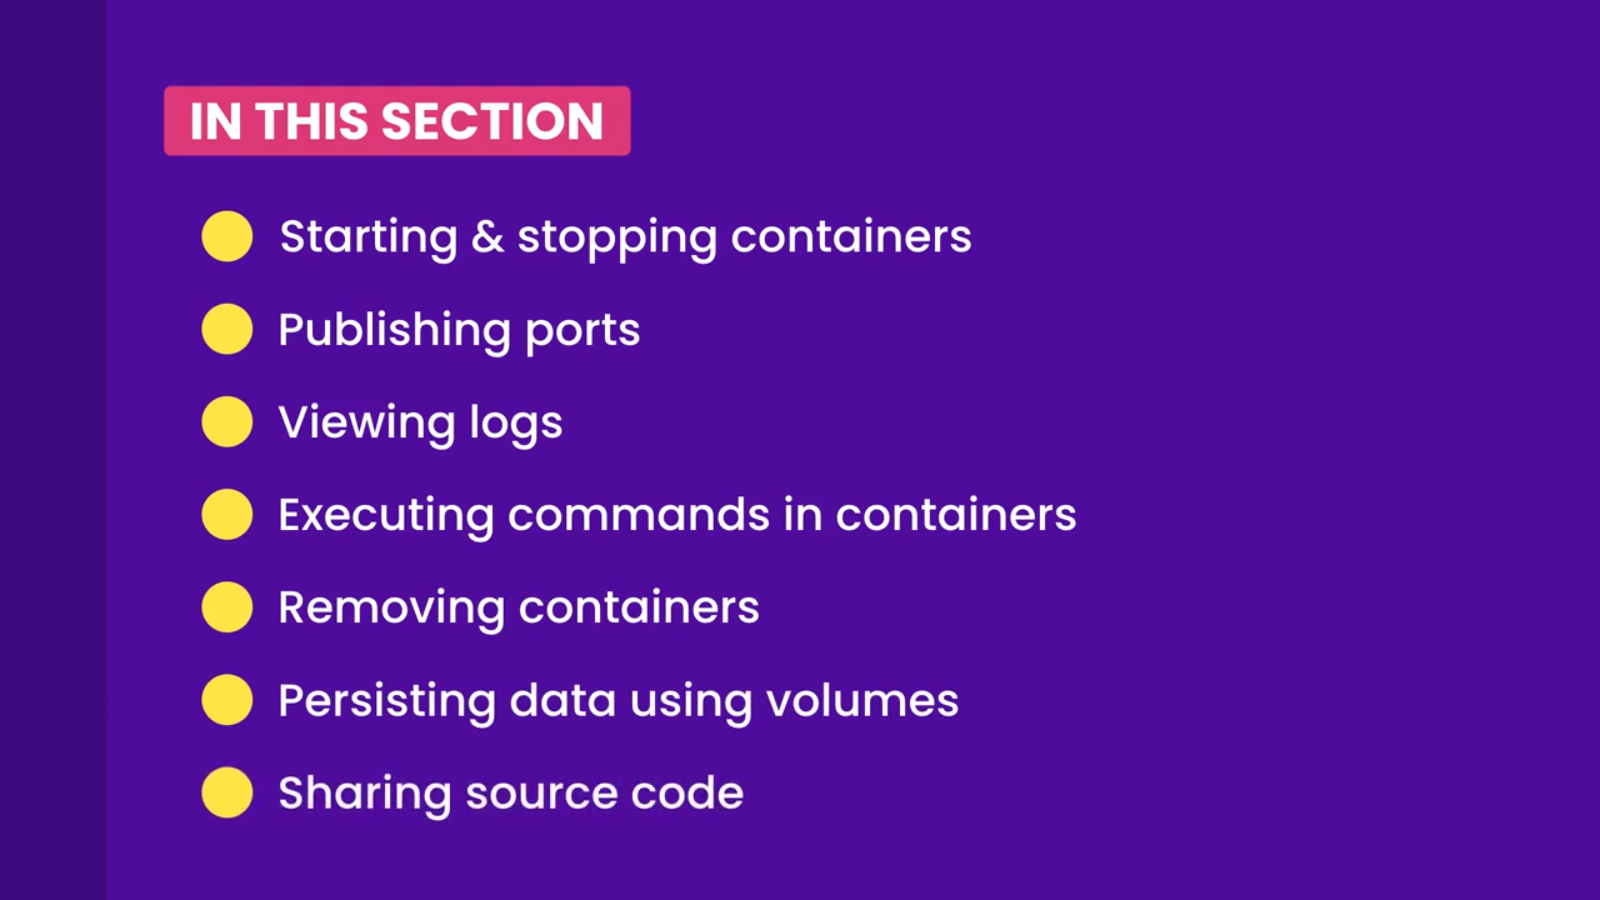 IN THIS SECTION
Starting & stopping containers
Publishing ports
Viewing logs
Executing commands in containers
Removing containers
Persisting data using volumes
Sharing source code